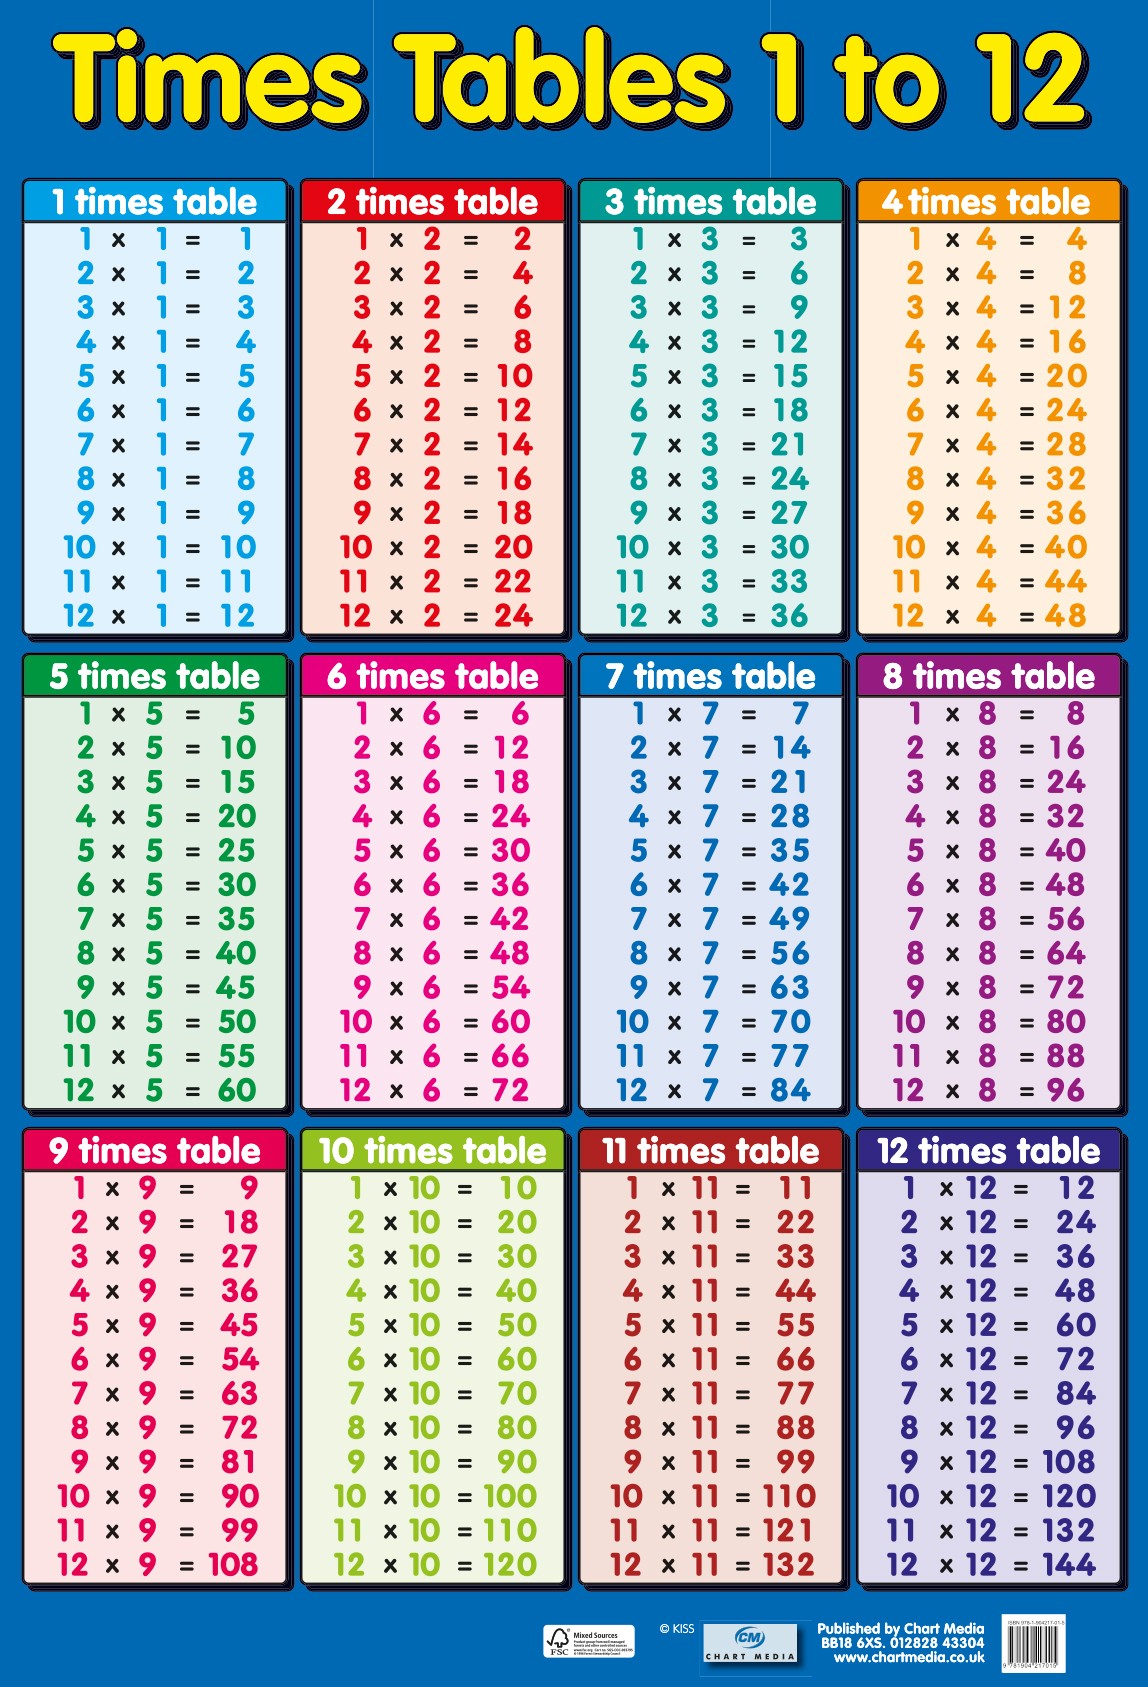 Times Tables 1 to 12
1 times table
1 x 1 = 1
2 x 1 = 2
3 x 1 = 3
4 x 1 = 4
5 x 1 = 5
6 x 1 = 6
7 x 1 = 7
8 x 1 = 8
9 x 1 = 9
10 x 1 = 10
11 x 1 = 11
12 x 1 = 12
2 times table
1 x 2 = 2
2 x 2 = 4
3 x 2 = 6
4 x 2 = 8
5 x 2 = 10
6 x 2 = 12
7 x 2 = 14
8 x 2 = 16
9 x 2 = 18
10 x 2 = 20
11 x 2 = 22
12 x 2 = 24
3 times table
1 x 3 = 3
2 x 3 = 6
3 x 3 = 9
4 x 3 = 12
5 x 3 = 15
6 x 3 = 18
7 x 3 = 21
8 x 3 = 24
9 x 3 = 27
10 x 3 = 30
11 x 3 = 33
12 x 3 = 36
4 times table
1 x 4 = 4
2 x 4 = 8
3 x 4 = 12
4 x 4 = 16
5 x 4 = 20
6 x 4 = 24
7 x 4 = 28
8 x 4 = 32
9 x 4 = 36
10 x 4 = 40
11 x 4 = 44
12 x 4 = 48
5 times table
1 x 5 = 5
2 x 5 = 10
3 x 5 = 15
4 x 5 = 20
5 x 5 = 25
6 x 5 = 30
7 x 5 = 35
8 x 5 = 40
9 x 5 = 45
10 x 5 = 50
11 x 5 = 55
12 x 5 = 60
6 times table
1 x 6 = 6
2 x 6 = 12
3 x 6 = 18
4 x 6 = 24
5 x 6 = 30
6 x 6 = 36
7 x 6 = 42
8 x 6 = 48
9 x 6 = 54
10 x 6 = 60
11 x 6 = 66
12 x 6 = 72
7 times table
1 x 7 = 7
2 x 7 = 14
3 x 7 = 21
4 x 7 = 28
5 x 7 = 35
6 x 7 = 42
7 x 7 = 49
8 x 7 = 56
9 x 7 = 63
10 x 7 = 70
11 x 7 = 77
12 x 7 = 84
8 times table
1 x 8 = 8
2 x 8 = 16
3 x 8 = 24
4 x 8 = 32
5 x 8 = 40
6 x 8 = 48
7 x 8 = 56
8 x 8 = 64
9 x 8 = 72
10 x 8 = 80
11 x 8 = 88
12 x 8 = 96
9 times table
1 x 9 = 9
2 x 9 = 18
3 x 9 = 27
4 x 9 = 36
5 x 9 = 45
6 x 9 = 54
7 x 9 = 63
8 x 9 = 72
9 x 9 = 81
10 x 9 = 90
11 x 9 = 99
12 x 9 = 108
10 times table
1 x 10 = 10
2 x 10 = 20
3 x 10 = 30
4 x 10 = 40
5 x 10 = 50
6 x 10 = 60
7 x 10 = 70
8 x 10 = 80
9 x 10 = 90
10 x 10 = 100
11 x 10 = 110
12 x 10 = 120
11 times table
1 x 11 = 11
2 x 11 = 22
3 x 11 = 33
4 x 11 = 44
5 x 11 = 55
6 x 11 = 66
7 x 11 = 77
8 x 11 = 88
9 x 11 = 99
10 x 11 = 110
11 x 11 = 121
12 x 11 = 132
12 times table
1 x 12 = 12
2 x 12 = 24
3 x 12 = 36
4 x 12 = 48
5 x 12 = 60
6 x 12 = 72
7 x 12 = 84
8 x 12 = 96
9 x 12 = 108
10 x 12 = 120
11 x 12 = 132
12 x 12 = 144
FSC
Mixed Sources
© KISS
CM
CHART MEDIA
Published by Chart Media
BB18 6XS. 012828 43304
www.chartmedia.co.uk
ISBN 978-1-904217-01-5
9 781904 217015